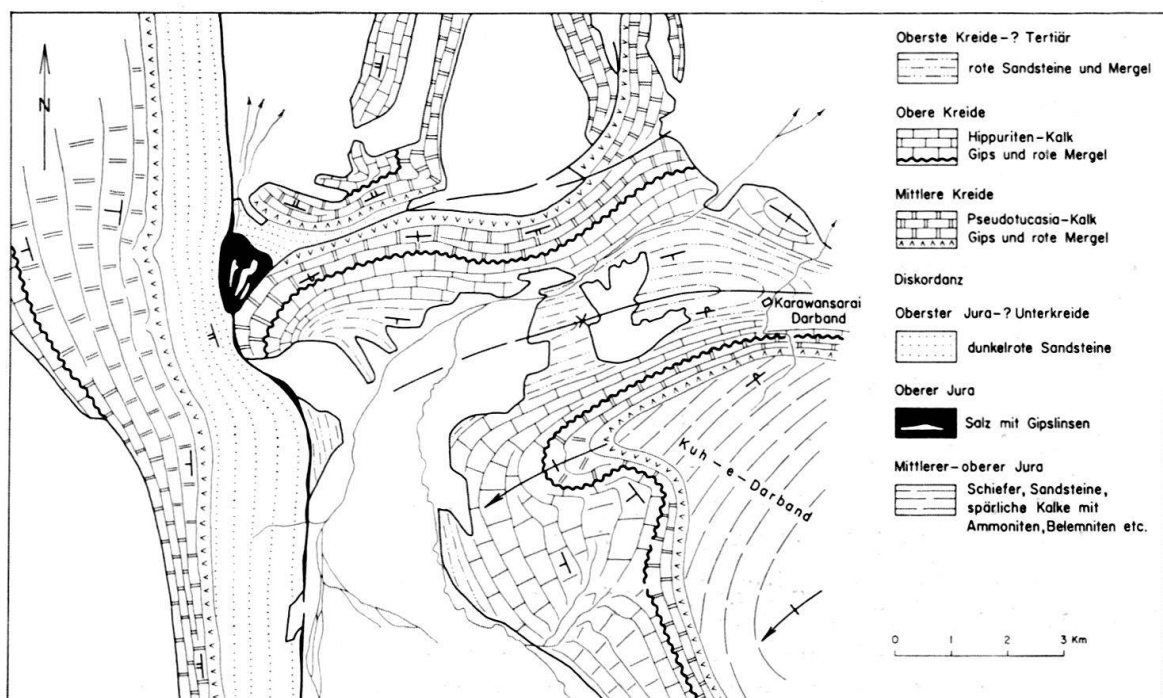 N
Karawansarai
Darband
Kuh-e-Darband
Oberste Kreide-? Tertiär
rote Sandsteine und Mergel
Obere Kreide
Hippuriten-Kalk
Gips und rote Mergel
Mittlere Kreide
Pseudotucasia-Kalk
Gips und rote Mergel
Diskordanz
Oberster Jura-? Unterkreide
dunkelrote Sandsteine
Oberer Jura
Salz mit Gipslinsen
Mittlerer-oberer Jura
Schiefer, Sandsteine,
spärliche Kalke mit
Ammoniten, Belemniten etc.
0 1 2 3 Km